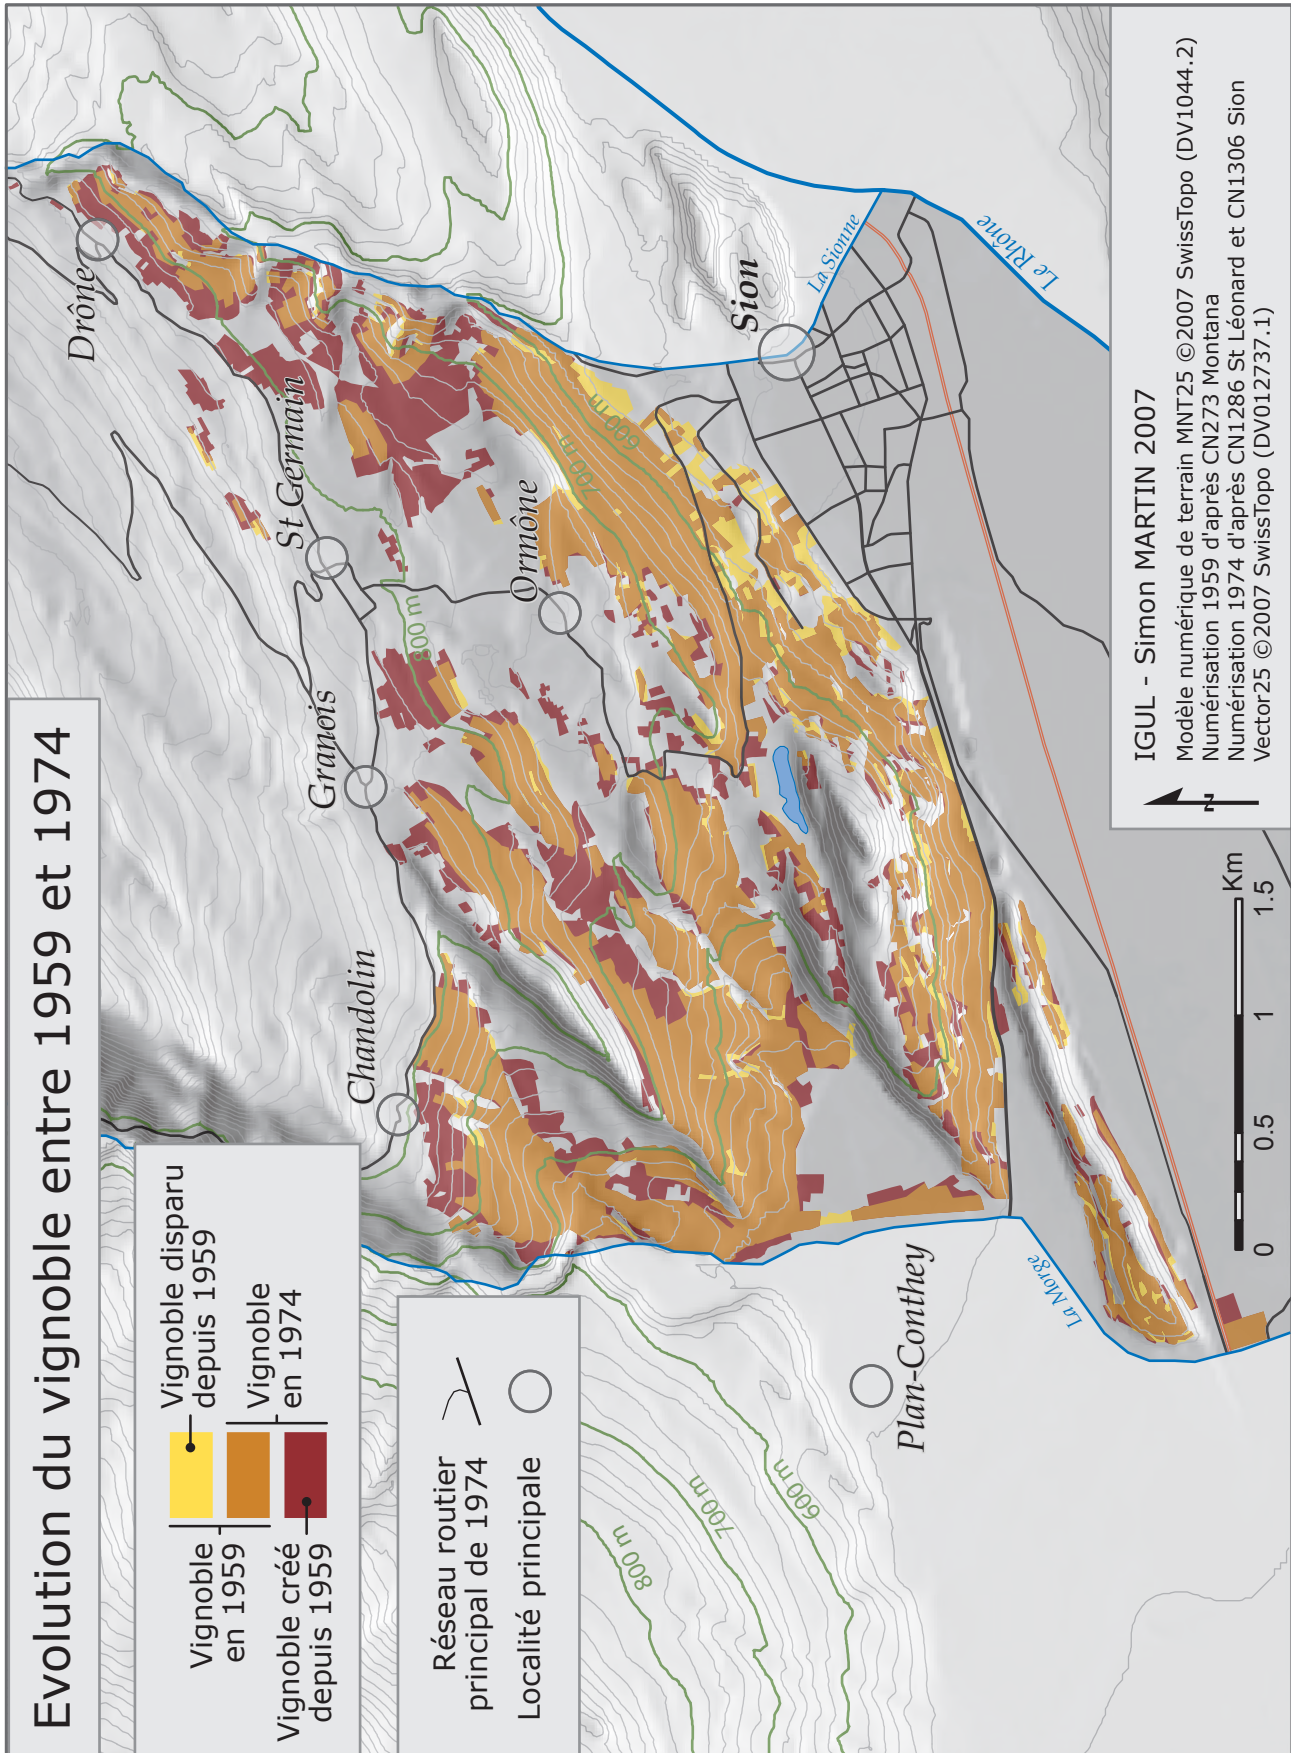 Evolution du vignoble entre 1959 et 1974
Vignoble
en 1959
Vignoble créé
depuis 1959
Vignoble disparu
depuis 1959
Vignoble
en 1974
Réseau routier
principal de 1974
Localité principale
Chandolin
Granois
St Germain
Drône
Ormône
Sion
Plan-Conthey
La Morge
La Sionne
Le Rhône
800 m
700 m
600 m
800 m
700 m
600 m
0
0.5
1
1.5
Km
N
IGUL - Simon MARTIN 2007
Modèle numérique de terrain MNT25 ©2007 SwissTopo (DV1044.2)
Numérisation 1959 d'après CN273 Montana
Numérisation 1974 d'après CN1286 St Léonard et CN1306 Sion
Vector25 ©2007 SwissTopo (DV012737.1)